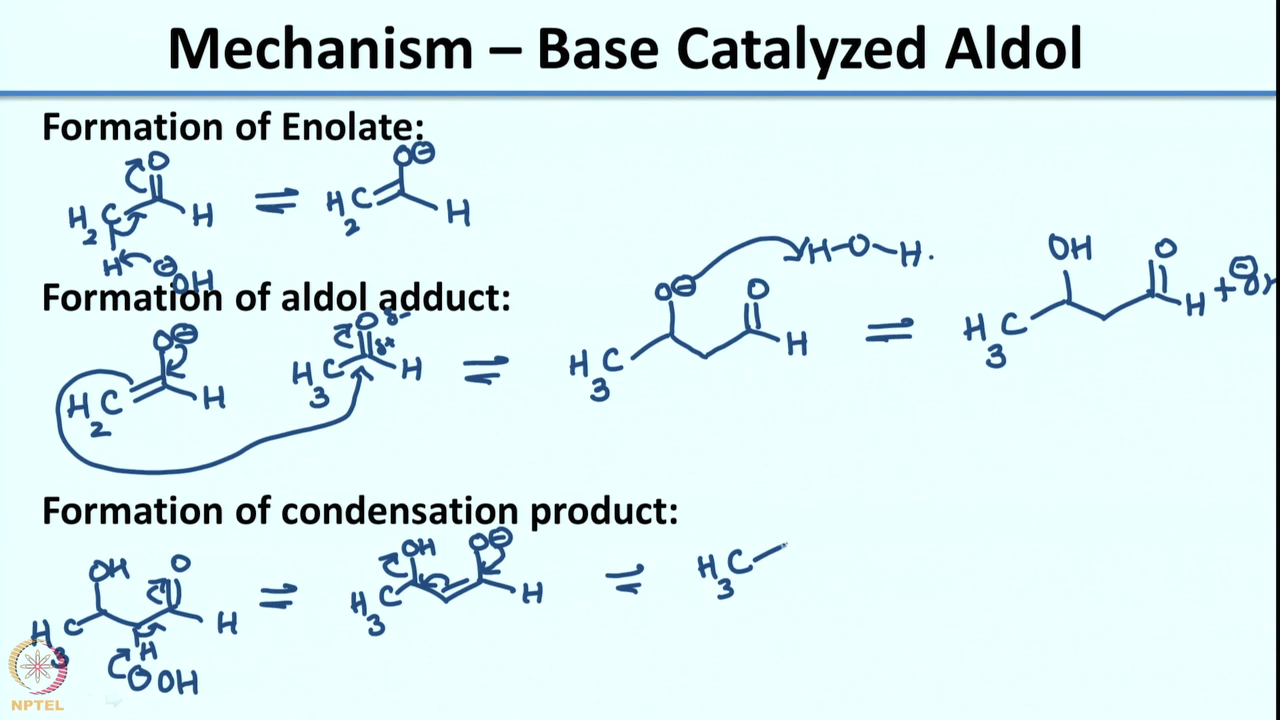 Mechanism – Base Catalyzed Aldol
Formation of Enolate:
O
H2C H
H
⊖OH
⇌
O⊖
H2C H
Formation of aldol adduct:
O⊖
H2C H
O δ-
δ+
H3C H
⇌
O⊖ O
H3C H
H-O-H.
⇌
OH O
H3C H + ⊖
Formation of condensation product:
OH O
H3C H
H
⊖OH
⇌
OH O⊖
H3C H
⇌
H3C
NPTEL